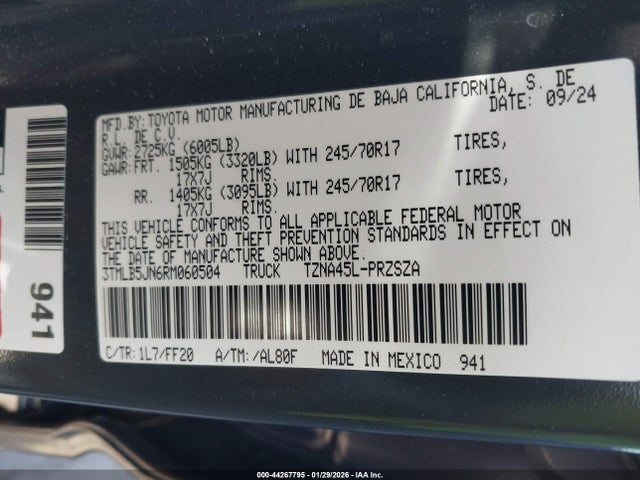 MFD.BY: TOYOTA MOTOR MANUFACTURING DE BAJA CALIFORNIA, S. DE
R.L. DE C.V. DATE: 09/24
GVWR: 2725KG (6005LB)
GAWR: FRT. 1505KG (3320LB) WITH 245/70R17 TIRES,
17X7J RIMS.
RR. 1405KG (3095LB) WITH 245/70R17 TIRES,
17X7J RIMS.
THIS VEHICLE CONFORMS TO ALL APPLICABLE FEDERAL MOTOR
VEHICLE SAFETY AND THEFT PREVENTION STANDARDS IN EFFECT ON
THE DATE OF MANUFACTURE SHOWN ABOVE.
3TMLB5JN6RM060504 TRUCK TZNA45L-PRZSZA
C/TR: 1L7/FF20 A/TM: /AL80F MADE IN MEXICO 941
941
000-44267795 - 01/29/2026 - IAA Inc.